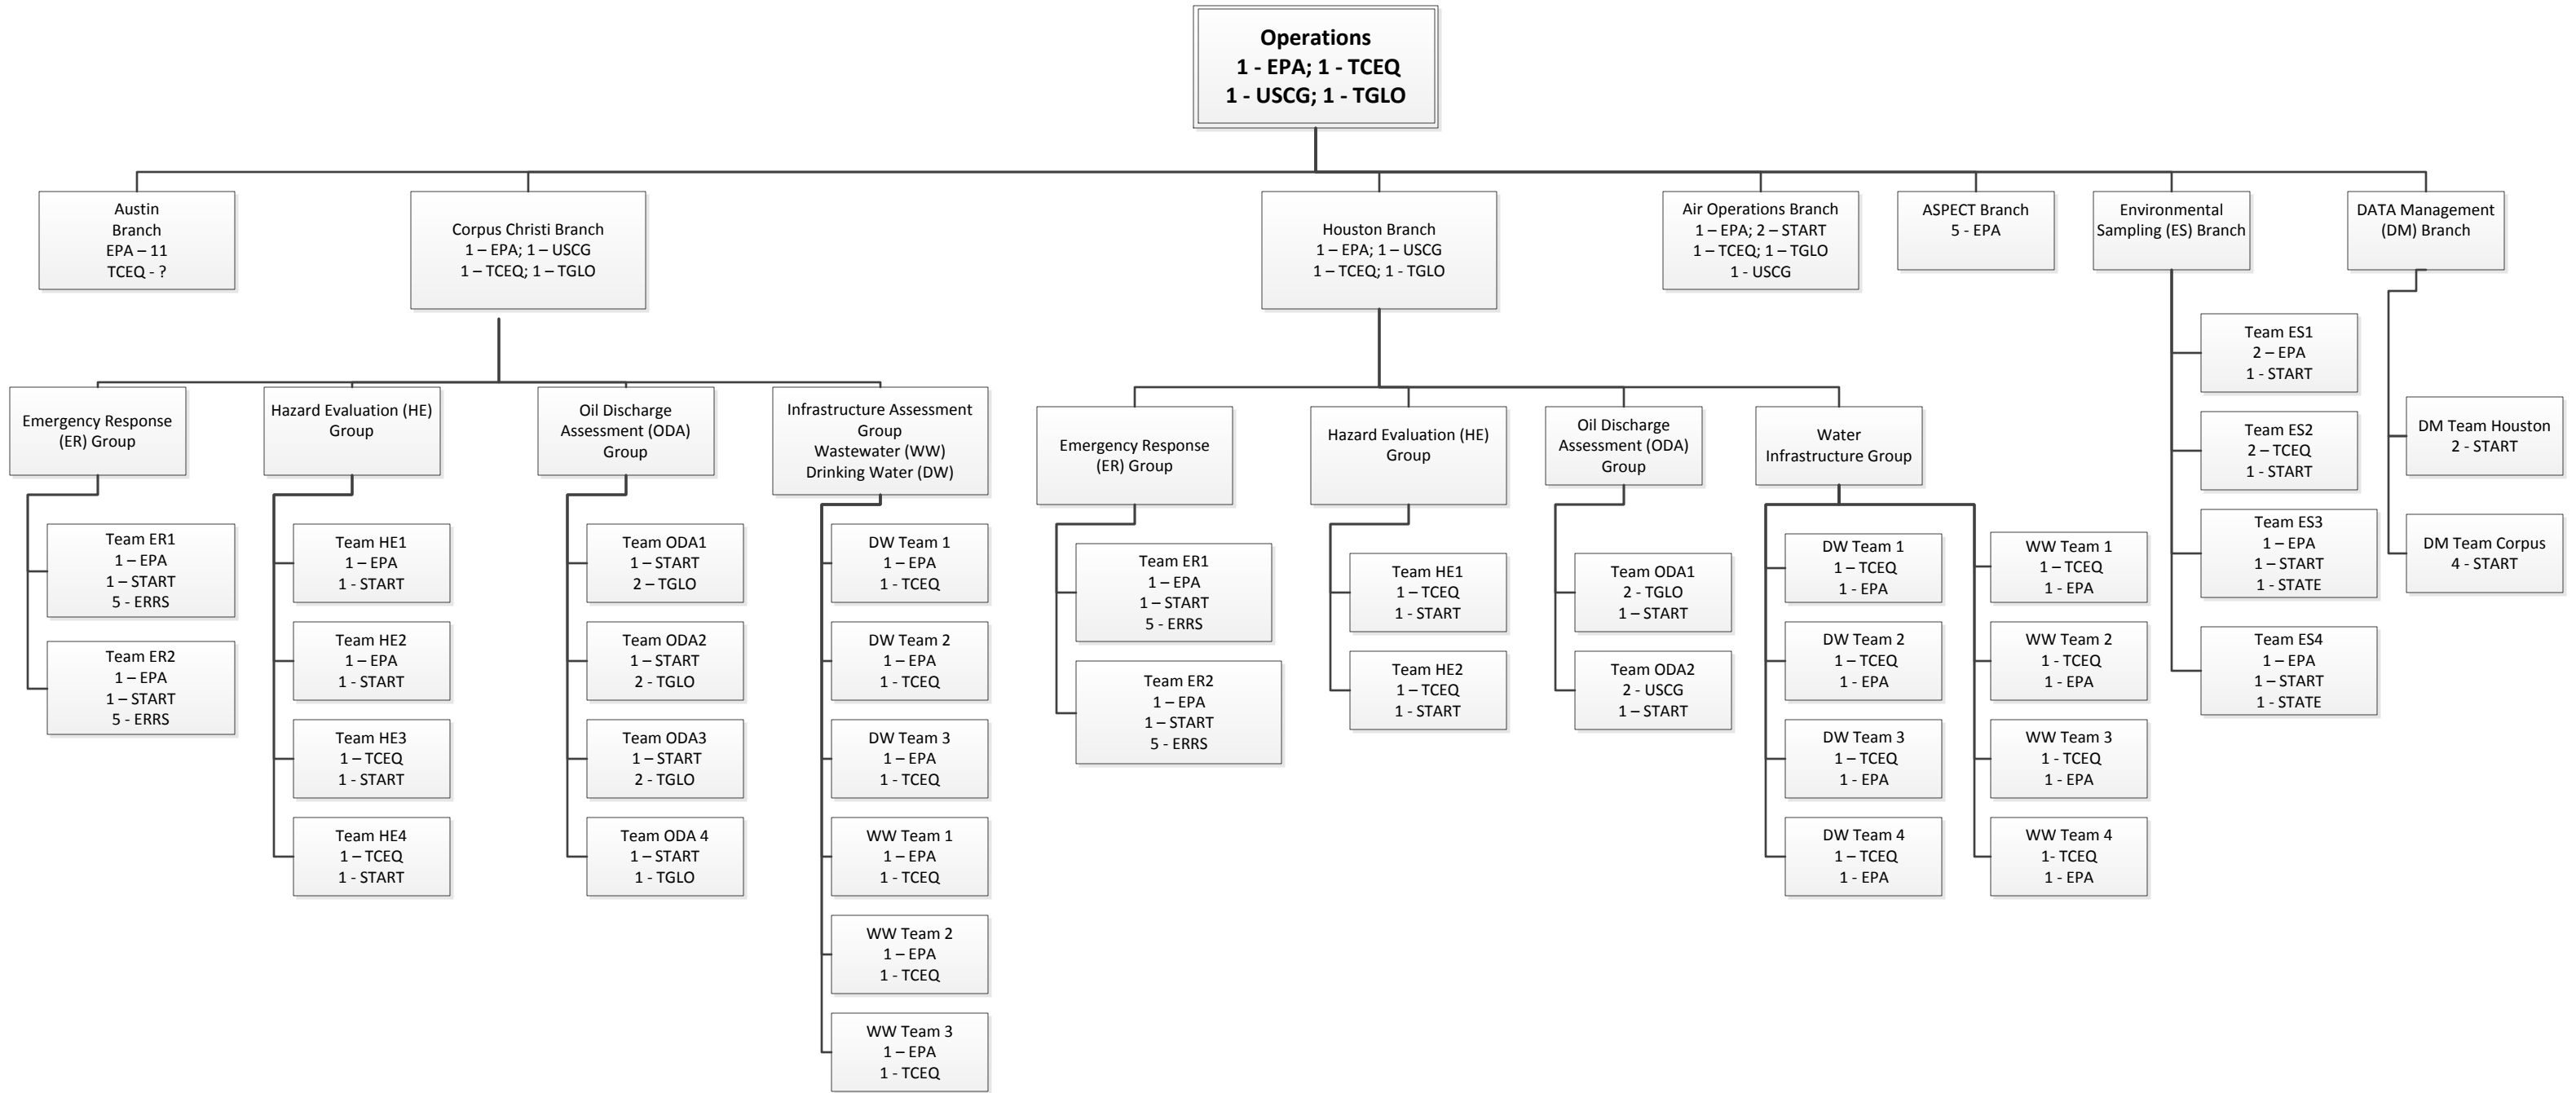 Operations
1 - EPA; 1 - TCEQ
1 - USCG; 1 - TGLO
Austin
Branch
EPA – 11
TCEQ - ?
Corpus Christi Branch
1 – EPA; 1 – USCG
1 – TCEQ; 1 – TGLO
Houston Branch
1 – EPA; 1 – USCG
1 – TCEQ; 1 - TGLO
Air Operations Branch
1 – EPA; 2 – START
1 – TCEQ; 1 – TGLO
1 - USCG
ASPECT Branch
5 - EPA
Environmental
Sampling (ES) Branch
DATA Management
(DM) Branch
Emergency Response
(ER) Group
Team ER1
1 – EPA
1 – START
5 - ERRS
Team ER2
1 – EPA
1 – START
5 - ERRS
Hazard Evaluation (HE)
Group
Team HE1
1 – EPA
1 - START
Team HE2
1 – EPA
1 - START
Team HE3
1 – TCEQ
1 - START
Team HE4
1 – TCEQ
1 - START
Oil Discharge
Assessment (ODA)
Group
Team ODA1
1 – START
2 – TGLO
Team ODA2
1 – START
2 - TGLO
Team ODA3
1 – START
2 - TGLO
Team ODA 4
1 – START
1 - TGLO
Infrastructure Assessment
Group
Wastewater (WW)
Drinking Water (DW)
DW Team 1
1 – EPA
1 - TCEQ
DW Team 2
1 – EPA
1 - TCEQ
DW Team 3
1 – EPA
1 - TCEQ
WW Team 1
1 – EPA
1 - TCEQ
WW Team 2
1 – EPA
1 - TCEQ
WW Team 3
1 – EPA
1 - TCEQ
Emergency Response
(ER) Group
Team ER1
1 – EPA
1 – START
5 - ERRS
Team ER2
1 – EPA
1 – START
5 - ERRS
Hazard Evaluation (HE)
Group
Team HE1
1 – TCEQ
1 - START
Team HE2
1 – TCEQ
1 - START
Oil Discharge
Assessment (ODA)
Group
Team ODA1
2 - TGLO
1 – START
Team ODA2
2 - USCG
1 – START
Water
Infrastructure Group
DW Team 1
1 – TCEQ
1 - EPA
DW Team 2
1 – TCEQ
1 - EPA
DW Team 3
1 – TCEQ
1 - EPA
DW Team 4
1 – TCEQ
1 - EPA
WW Team 1
1 – TCEQ
1 - EPA
WW Team 2
1 - TCEQ
1 - EPA
WW Team 3
1 - TCEQ
1 - EPA
WW Team 4
1- TCEQ
1 - EPA
Team ES1
2 – EPA
1 - START
Team ES2
2 – TCEQ
1 - START
Team ES3
1 – EPA
1 – START
1 - STATE
Team ES4
1 – EPA
1 – START
1 - STATE
DM Team Houston
2 - START
DM Team Corpus
4 - START